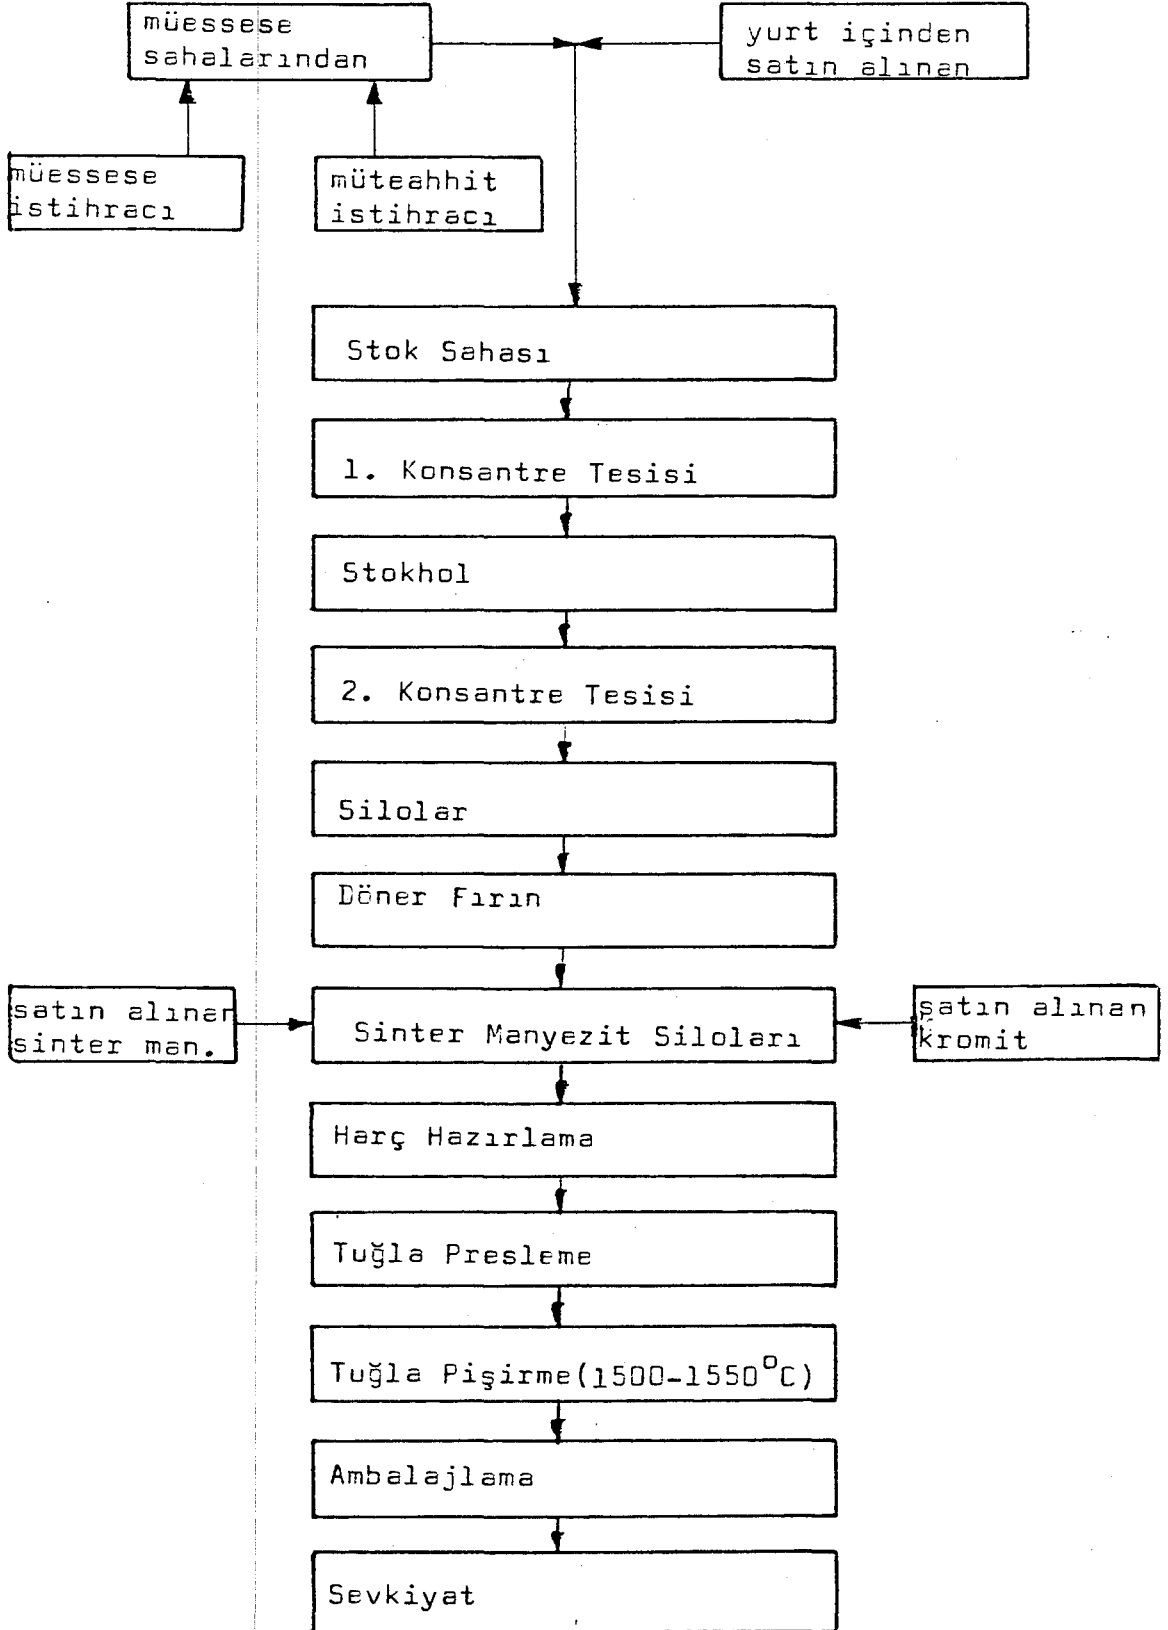 müessese
sahalarından
yurt içinden
satın alınan
müessese
istihracı
müteahhit
istihracı
Stok Sahası
1. Konsantre Tesisi
Stokhol
2. Konsantre Tesisi
Silolar
Döner Fırın
satın alınan
sinter man.
Sinter Manyezit Siloları
satın alınan
kromit
Harç Hazırlama
Tuğla Presleme
Tuğla Pişirme(1500-1550°C)
Ambalajlama
Sevkiyat